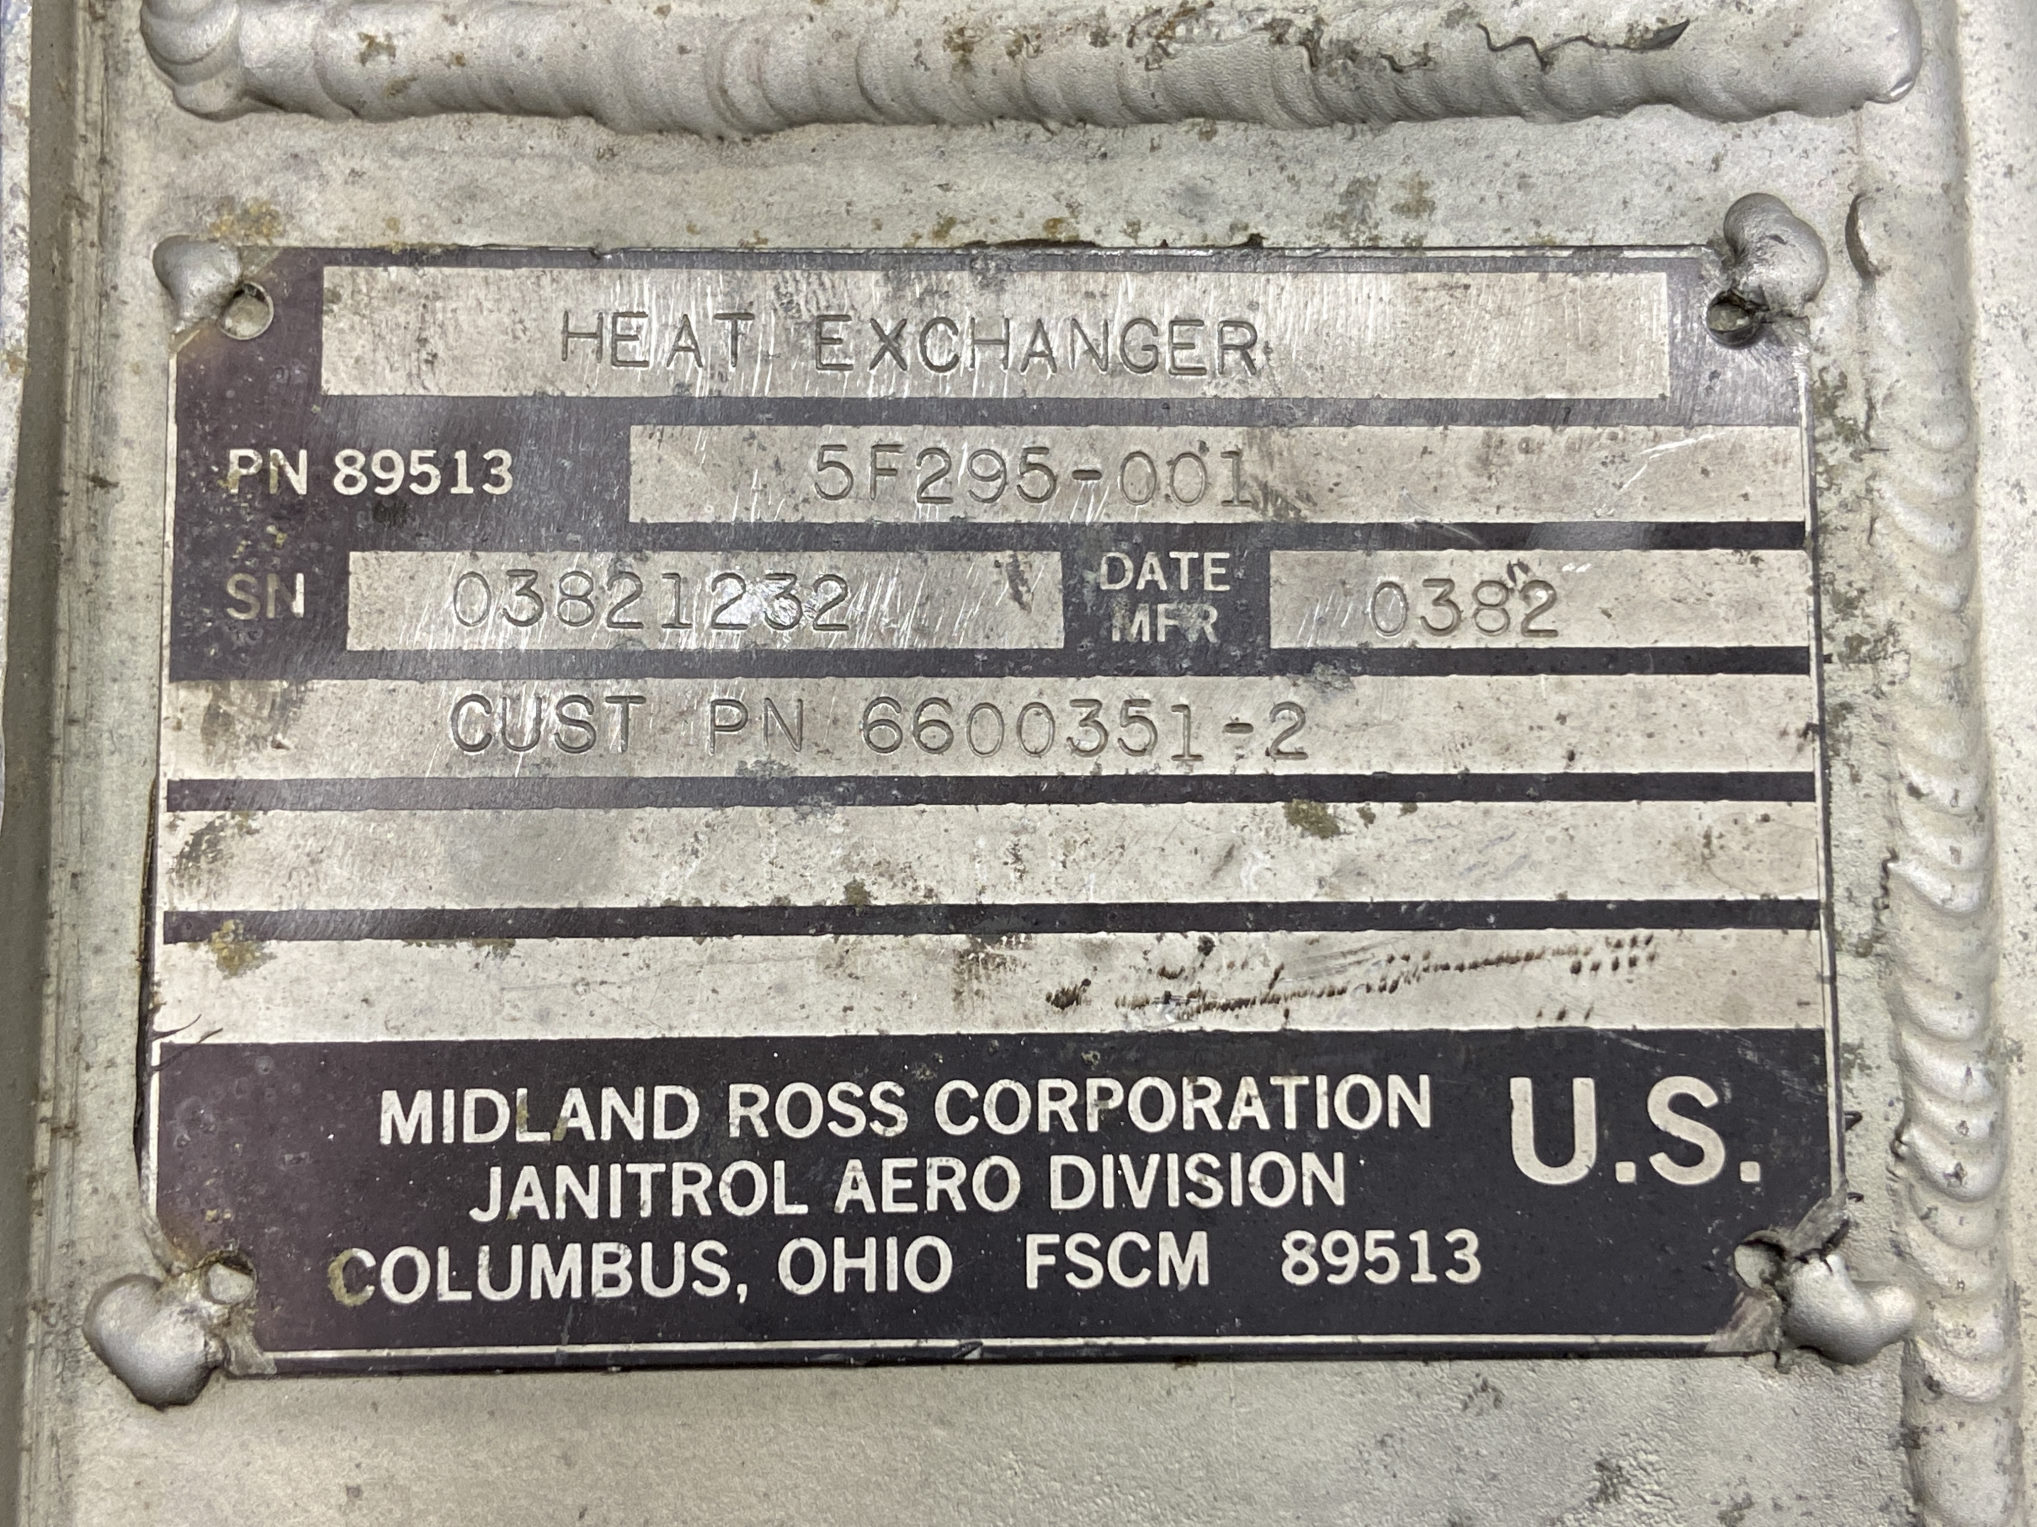 HEAT EXCHANGER
PN 89513 5F295-001
SN 03821232 DATE MFR 0382
CUST PN 6600351-2
MIDLAND ROSS CORPORATION U.S.
JANITROL AERO DIVISION
COLUMBUS, OHIO FSCM 89513